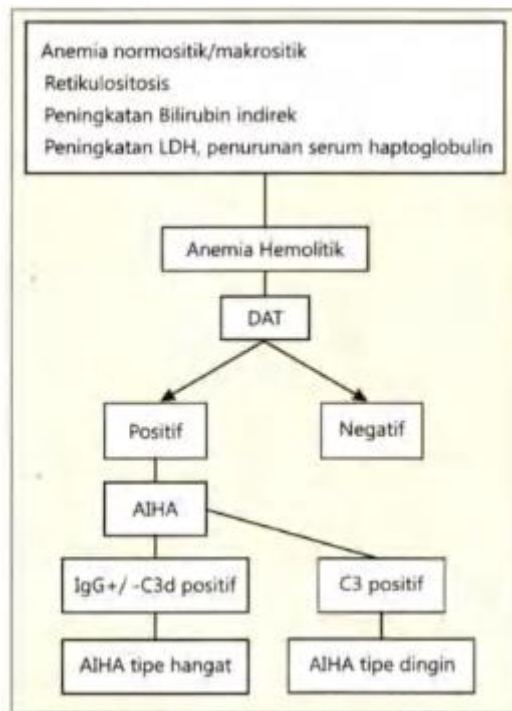 Anemia normositik/makrositik
Retikulositosis
Peningkatan Bilirubin indirek
Peningkatan LDH, penurunan serum haptoglobulin
Anemia Hemolitik
DAT
Positif
Negatif
AIHA
IgG+/ -C3d positif
C3 positif
AIHA tipe hangat
AIHA tipe dingin